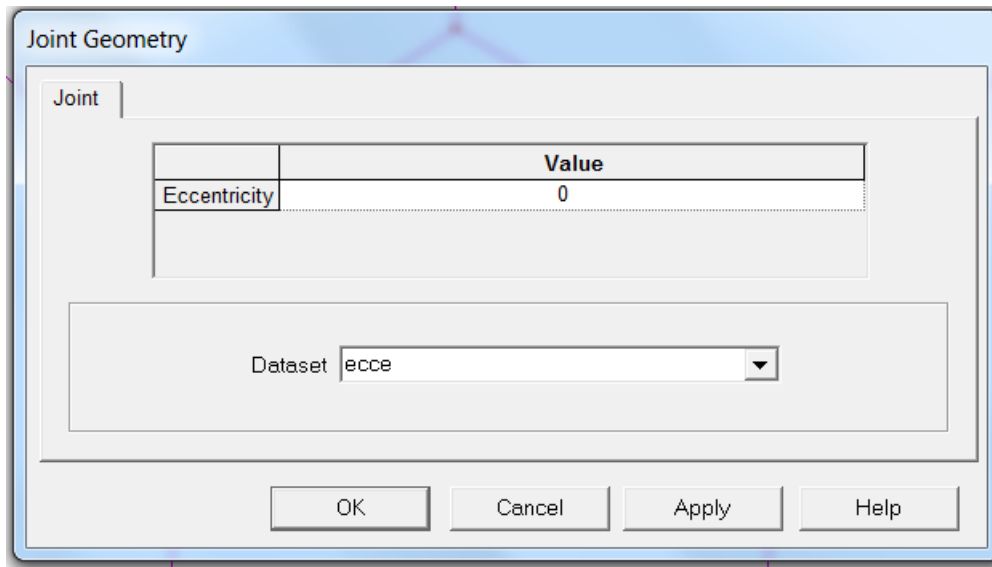 Joint Geometry
Joint
Value
Eccentricity 0
Dataset ecce
OK Cancel Apply Help